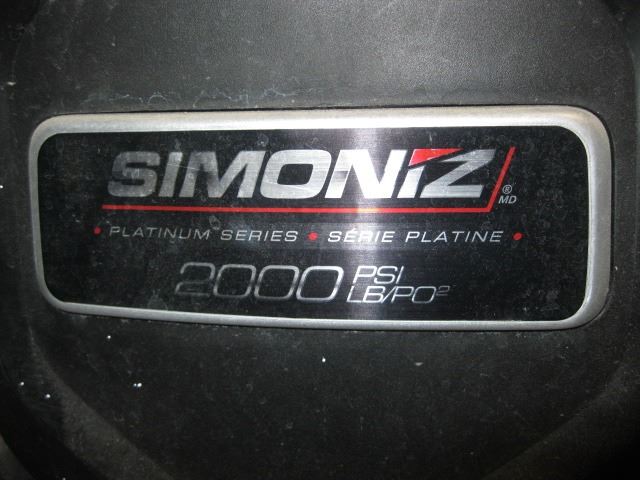 SIMONIZ ® MD
• PLATINUM SERIES • SÉRIE PLATINE •
2000 PSI LB/PO²